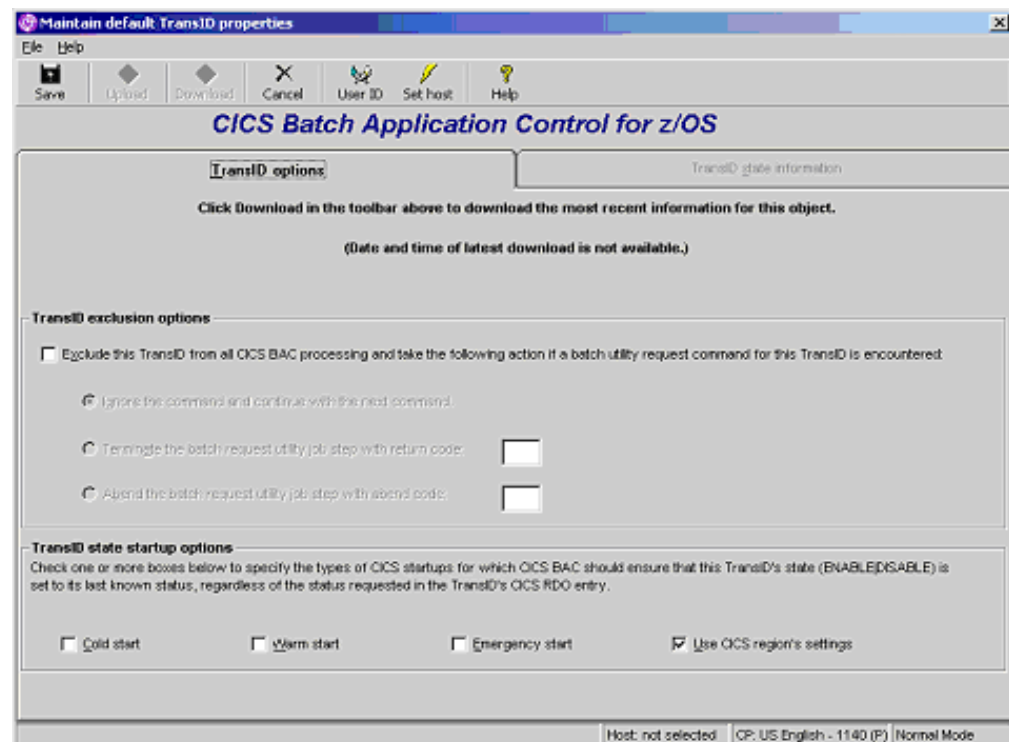 Maintain default TransID properties
File Help
Save Upload Download Cancel User ID Set host Help
CICS Batch Application Control for z/OS
TransID options
TransID state information
Click Download in the toolbar above to download the most recent information for this object.
(Date and time of latest download is not available.)
TransID exclusion options
Exclude this TransID from all CICS BAC processing and take the following action if a batch utility request command for this TransID is encountered:
Ignore the command and continue with the next command.
Terminate the batch request utility job step with return code:
Abend the batch request utility job step with abend code:
TransID state startup options
Check one or more boxes below to specify the types of CICS startups for which CICS BAC should ensure that this TransID's state (ENABLE|DISABLE) is
set to its last known status, regardless of the status requested in the TransID's CICS RDO entry.
Cold start Warm start Emergency start Use CICS region's settings
Host: not selected CP: US English - 1140 (P) Normal Mode